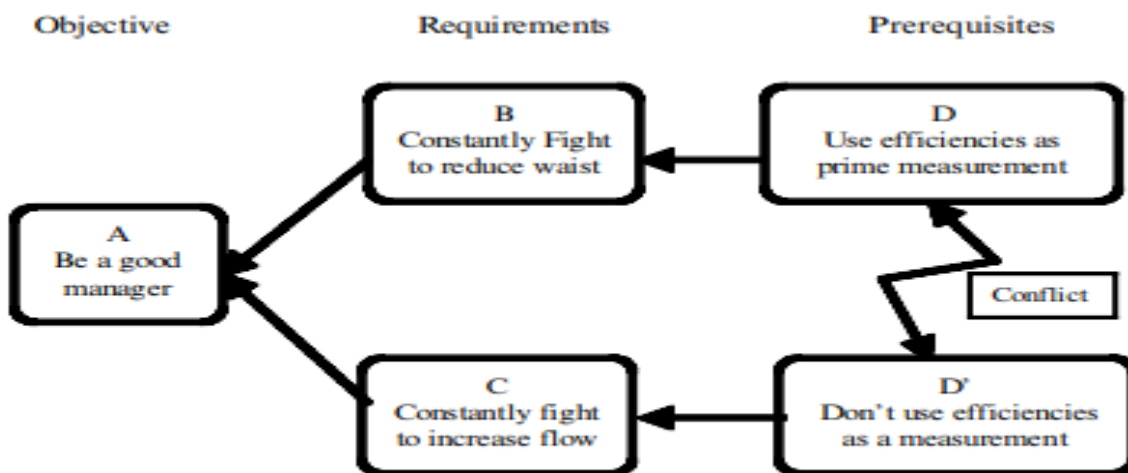 Objective Requirements Prerequisites
B
Constantly Fight
to reduce waist
D
Use efficiencies as
prime measurement
A
Be a good
manager
Conflict
C
Constantly fight
to increase flow
D’
Don’t use efficiencies
as a measurement